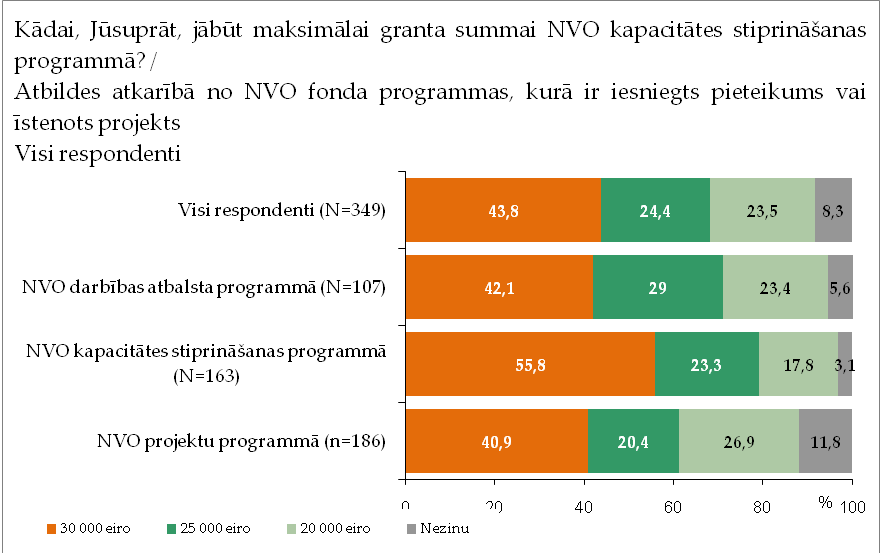 Kādai, Jūsuprāt, jābūt maksimālai granta summai NVO kapacitātes stiprināšanas
programmā? /
Atbildes atkarībā no NVO fonda programmas, kurā ir iesniegts pieteikums vai
īstenots projekts
Visi respondenti
Visi respondenti (N=349)
43,8
24,4
23,5
8,3
NVO darbības atbalsta programmā (N=107)
42,1
29
23,4
5,6
NVO kapacitātes stiprināšanas programmā
(N=163)
55,8
23,3
17,8
3,1
NVO projektu programmā (n=186)
40,9
20,4
26,9
11,8
0 20 40 60 80 % 100
30 000 eiro 25 000 eiro 20 000 eiro Nezinu